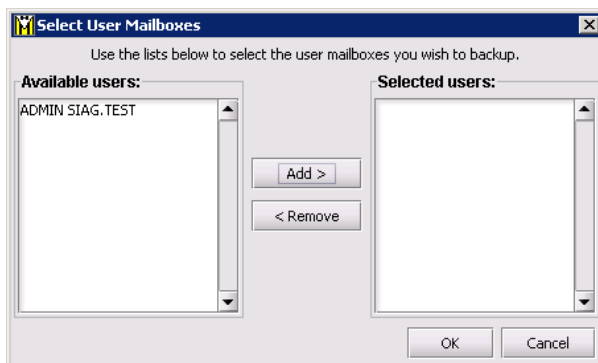 Select User Mailboxes
Use the lists below to select the user mailboxes you wish to backup.
Available users:
Selected users:
ADMIN SIAG.TEST
Add >
< Remove
OK
Cancel